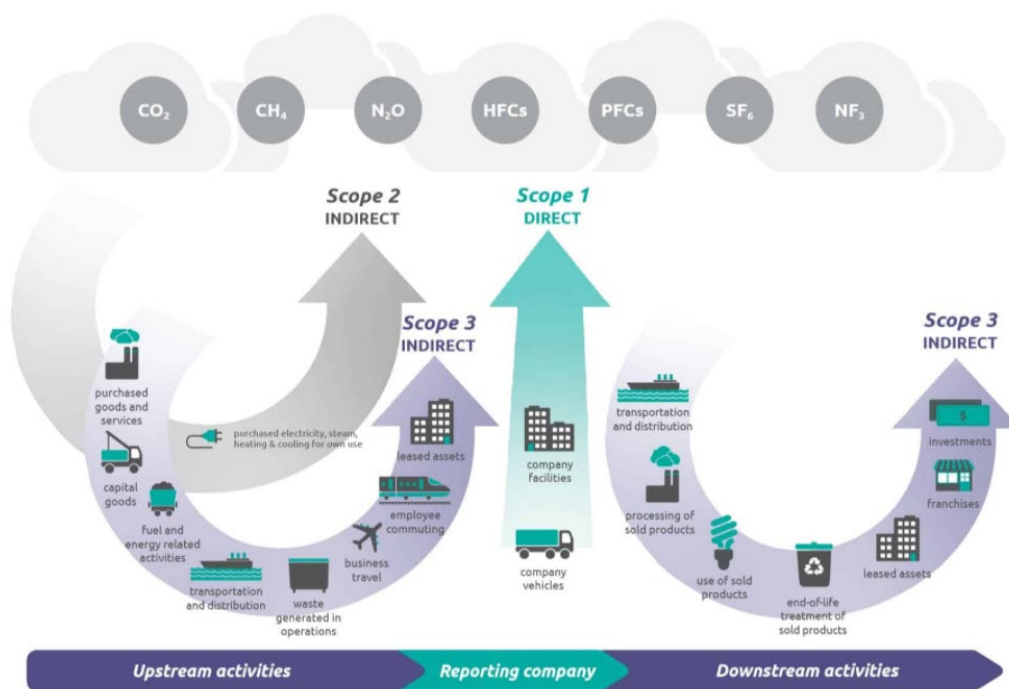 CO₂
CH₄
N₂O
HFCs
PFCs
SF₆
NF₃
Scope 2
INDIRECT
Scope 1
DIRECT
Scope 3
INDIRECT
Scope 3
INDIRECT
purchased
goods and
services
capital
goods
fuel and
energy related
activities
purchased electricity, steam,
heating & cooling for own use
transportation
and distribution
waste
generated in
operations
business
travel
employee
commuting
leased assets
company
facilities
company
vehicles
transportation
and distribution
processing of
sold products
use of sold
products
end-of-life
treatment of
sold products
leased assets
franchises
$
investments
Upstream activities
Reporting company
Downstream activities